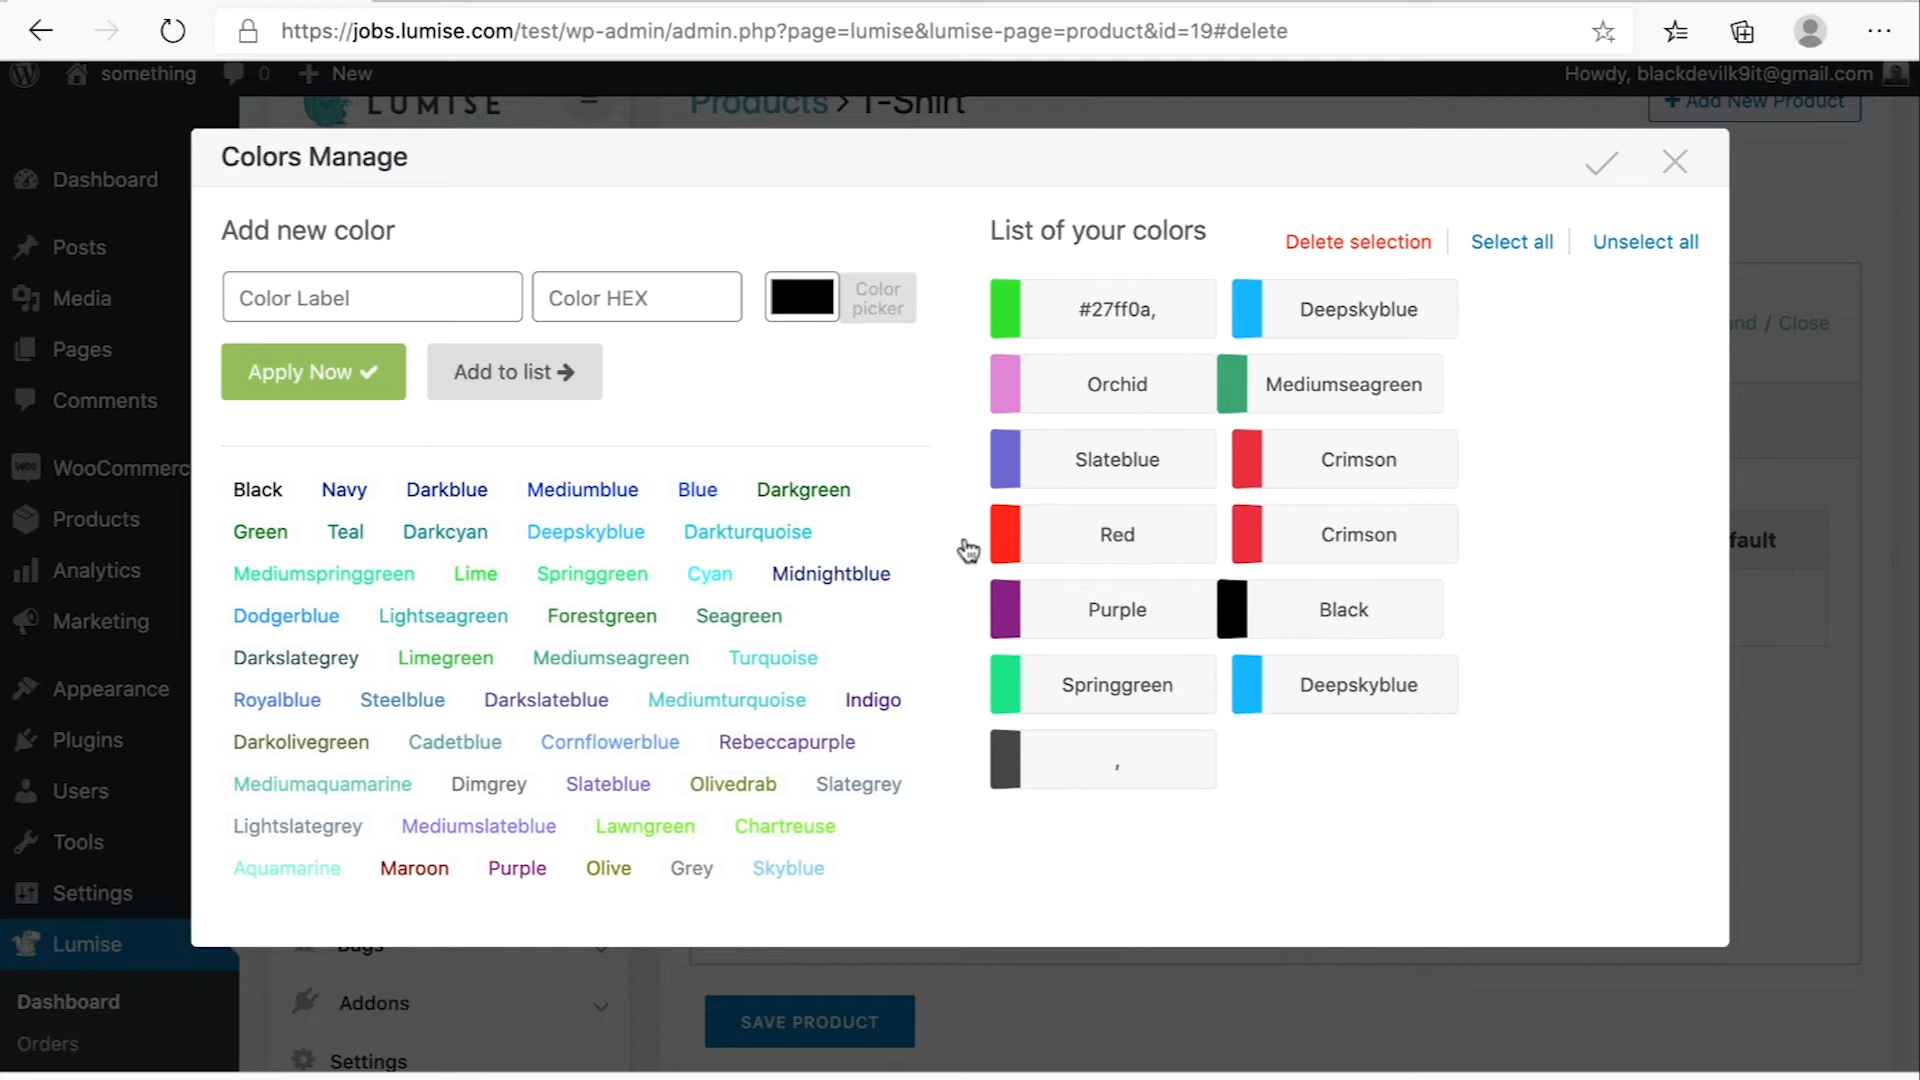 https://jobs.lumise.com/test/wp-admin/admin.php?page=lumise&lumise-page=product&id=19#delete
something 0 New Howdy, blackdevilk9it@gmail.com
LUMISE Products > T-Shirt + Add New Product
Colors Manage
Dashboard
Posts
Media
Pages
Comments
WooCommerc
Products
Analytics
Marketing
Appearance
Plugins
Users
Tools
Settings
Lumise
Dashboard
Orders
Add new color
Color Label Color HEX Color picker
Apply Now Add to list
Black Navy Darkblue Mediumblue Blue Darkgreen
Green Teal Darkcyan Deepskyblue Darkturquoise
Mediumspringgreen Lime Springgreen Cyan Midnightblue
Dodgerblue Lightseagreen Forestgreen Seagreen
Darkslategrey Limegreen Mediumseagreen Turquoise
Royalblue Steelblue Darkslateblue Mediumturquoise Indigo
Darkolivegreen Cadetblue Cornflowerblue Rebeccapurple
Mediumaquamarine Dimgrey Slateblue Olivedrab Slategrey
Lightslategrey Mediumslateblue Lawngreen Chartreuse
Aquamarine Maroon Purple Olive Grey Skyblue
List of your colors Delete selection Select all Unselect all
#27ff0a, Deepskyblue
Orchid Mediumseagreen
Slateblue Crimson
Red Crimson
Purple Black
Springgreen Deepskyblue
,
nd / Close
fault
Bags
Addons
Settings
SAVE PRODUCT